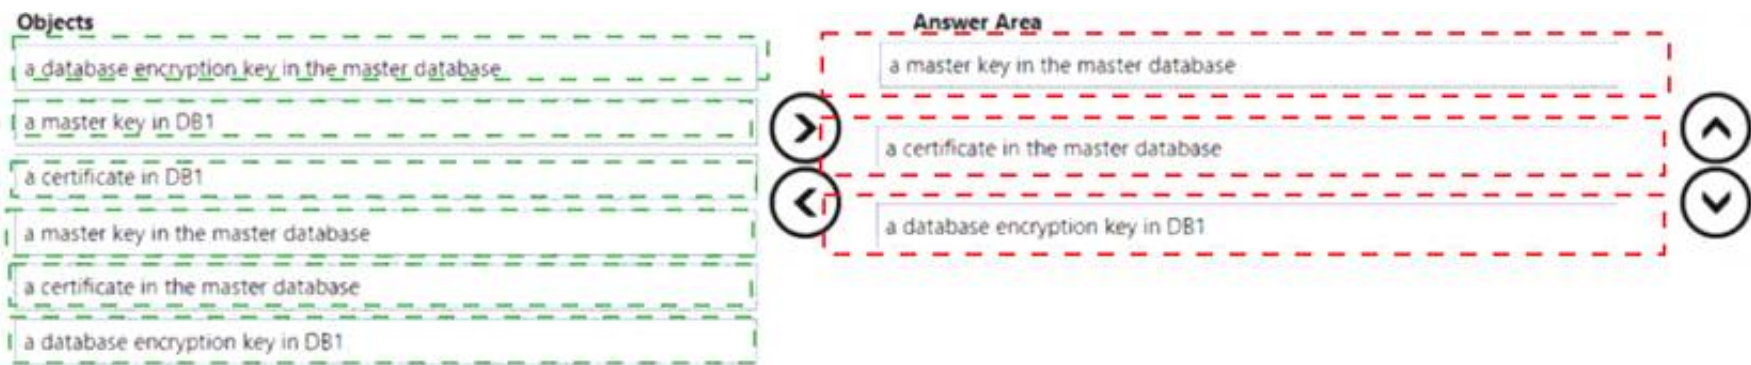 Objects
a database encryption key in the master database
a master key in DB1
a certificate in DB1
a master key in the master database
a certificate in the master database
a database encryption key in DB1
Answer Area
a master key in the master database
a certificate in the master database
a database encryption key in DB1